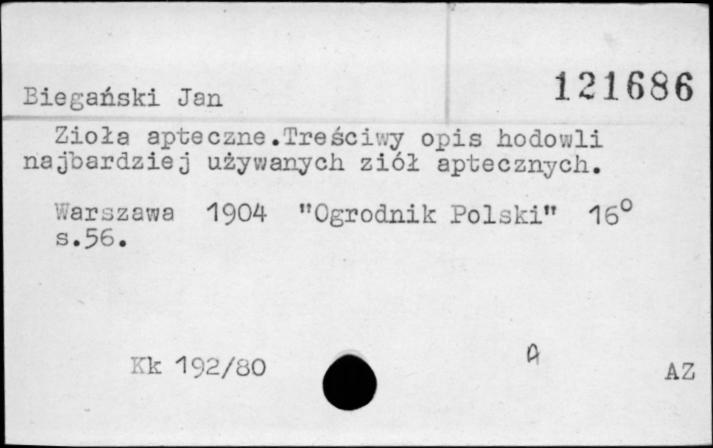 121686
Biegański Jan
Zioła apteczne.Treściwy opis hodowli
najbardziej używanych ziół aptecznych.
Warszawa 1904 "Ogrodnik Polski" 16°
s.56.
Kk 192/80
A
AZ